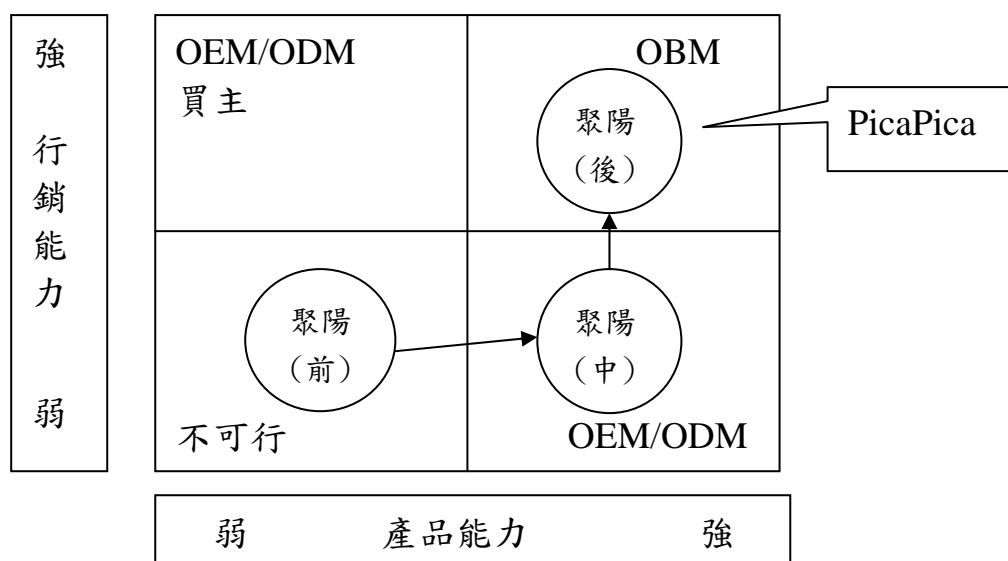 強
行
銷
能
力
弱
OEM/ODM
買主
OBM
聚陽
（後）
PicaPica
聚陽
（前）
不可行
聚陽
（中）
OEM/ODM
弱 產品能力 強